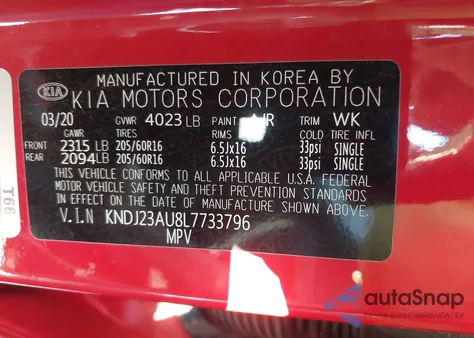 MANUFACTURED IN KOREA BY
KIA KIA MOTORS CORPORATION
03/20 GVWR 4023 LB PAINT TRIM WK
GAWR TIRES RIMS COLD TIRE INFL
FRONT 2315 LB 205/60R16 6.5Jx16 33psi SINGLE
REAR 2094 LB 205/60R16 6.5Jx16 33psi SINGLE
THIS VEHICLE CONFORMS TO ALL APPLICABLE U.S.A. FEDERAL
MOTOR VEHICLE SAFETY AND THEFT PREVENTION STANDARDS
IN EFFECT ON THE DATE OF MANUFACTURE SHOWN ABOVE.
V.I.N KNDJ23AU8L7733796
MPV
T66
autoSnap